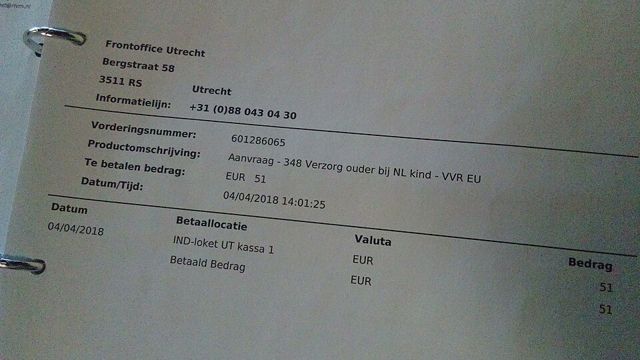 Frontoffice Utrecht
Bergstraat 58
3511 RS Utrecht
Informatielijn: +31 (0)88 043 04 30
Vorderingsnummer: 601286065
Productomschrijving: Aanvraag - 348 Verzorg ouder bij NL kind - VVR EU
Te betalen bedrag: EUR 51
Datum/Tijd: 04/04/2018 14:01:25
Datum Betaallocatie Valuta Bedrag
04/04/2018 IND-loket UT kassa 1 EUR 51
Betaald Bedrag EUR 51